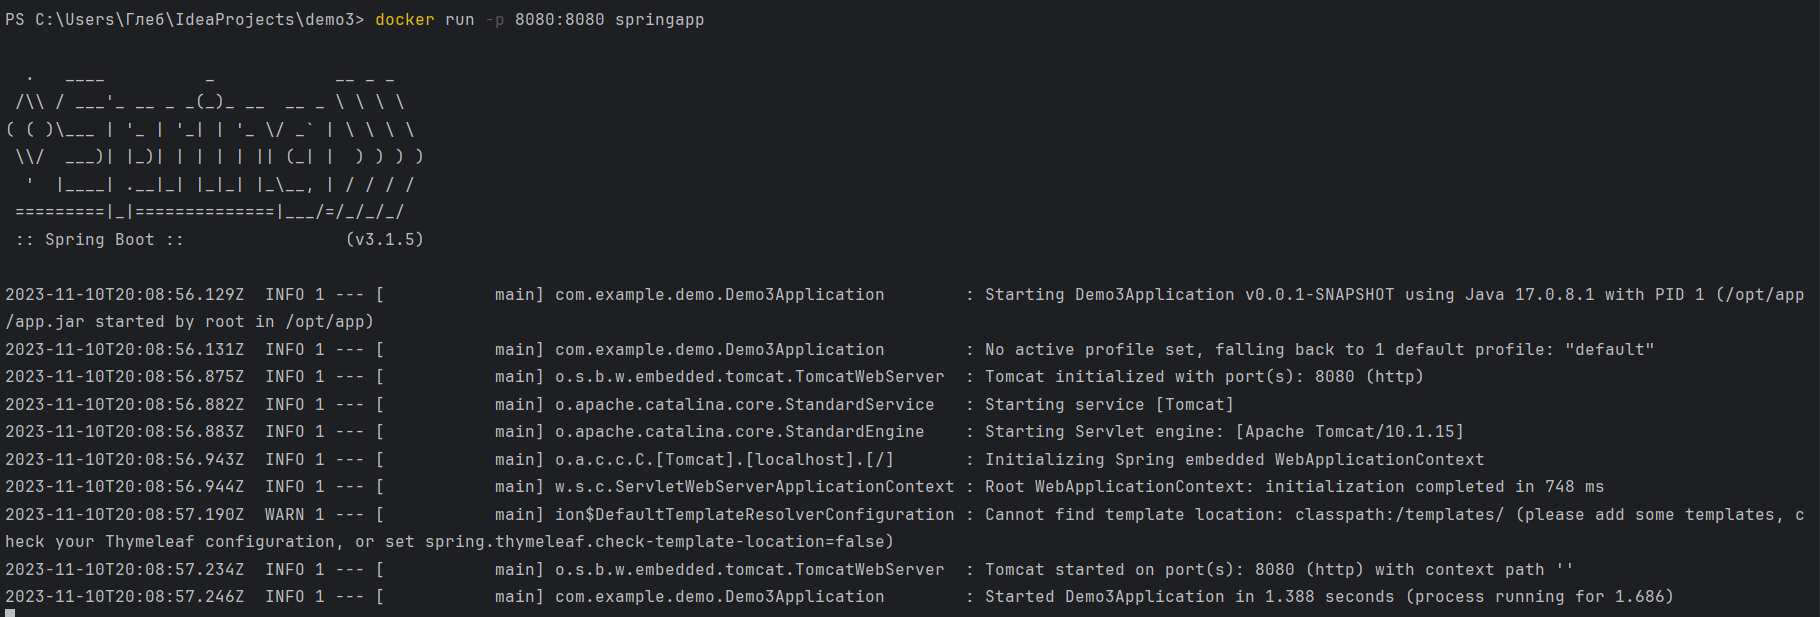 PS C:\Users\Глеб\IdeaProjects\demo3> docker run -p 8080:8080 springapp
  .   ____          _            __ _ _
 /\\ / ___'_ __ _ _(_)_ __  __ _ \ \ \ \
( ( )\___ | '_ | '_| | '_ \/ _` | \ \ \ \
 \\/  ___)| |_)| | | | | || (_| |  ) ) ) )
  '  |____| .__|_| |_|_| |_\__, | / / / /
 =========|_|==============|___/=/_/_/_/
 :: Spring Boot ::                (v3.1.5)
2023-11-10T20:08:56.129Z  INFO 1 --- [           main] com.example.demo.Demo3Application        : Starting Demo3Application v0.0.1-SNAPSHOT using Java 17.0.8.1 with PID 1 (/opt/app
/app.jar started by root in /opt/app)
2023-11-10T20:08:56.131Z  INFO 1 --- [           main] com.example.demo.Demo3Application        : No active profile set, falling back to 1 default profile: "default"
2023-11-10T20:08:56.875Z  INFO 1 --- [           main] o.s.b.w.embedded.tomcat.TomcatWebServer  : Tomcat initialized with port(s): 8080 (http)
2023-11-10T20:08:56.882Z  INFO 1 --- [           main] o.apache.catalina.core.StandardService   : Starting service [Tomcat]
2023-11-10T20:08:56.883Z  INFO 1 --- [           main] o.apache.catalina.core.StandardEngine    : Starting Servlet engine: [Apache Tomcat/10.1.15]
2023-11-10T20:08:56.943Z  INFO 1 --- [           main] o.a.c.c.C.[Tomcat].[localhost].[/]       : Initializing Spring embedded WebApplicationContext
2023-11-10T20:08:56.944Z  INFO 1 --- [           main] w.s.c.ServletWebServerApplicationContext : Root WebApplicationContext: initialization completed in 748 ms
2023-11-10T20:08:57.190Z  WARN 1 --- [           main] ion$DefaultTemplateResolverConfiguration : Cannot find template location: classpath:/templates/ (please add some templates, c
heck your Thymeleaf configuration, or set spring.thymeleaf.check-template-location=false)
2023-11-10T20:08:57.234Z  INFO 1 --- [           main] o.s.b.w.embedded.tomcat.TomcatWebServer  : Tomcat started on port(s): 8080 (http) with context path ''
2023-11-10T20:08:57.246Z  INFO 1 --- [           main] com.example.demo.Demo3Application        : Started Demo3Application in 1.388 seconds (process running for 1.686)